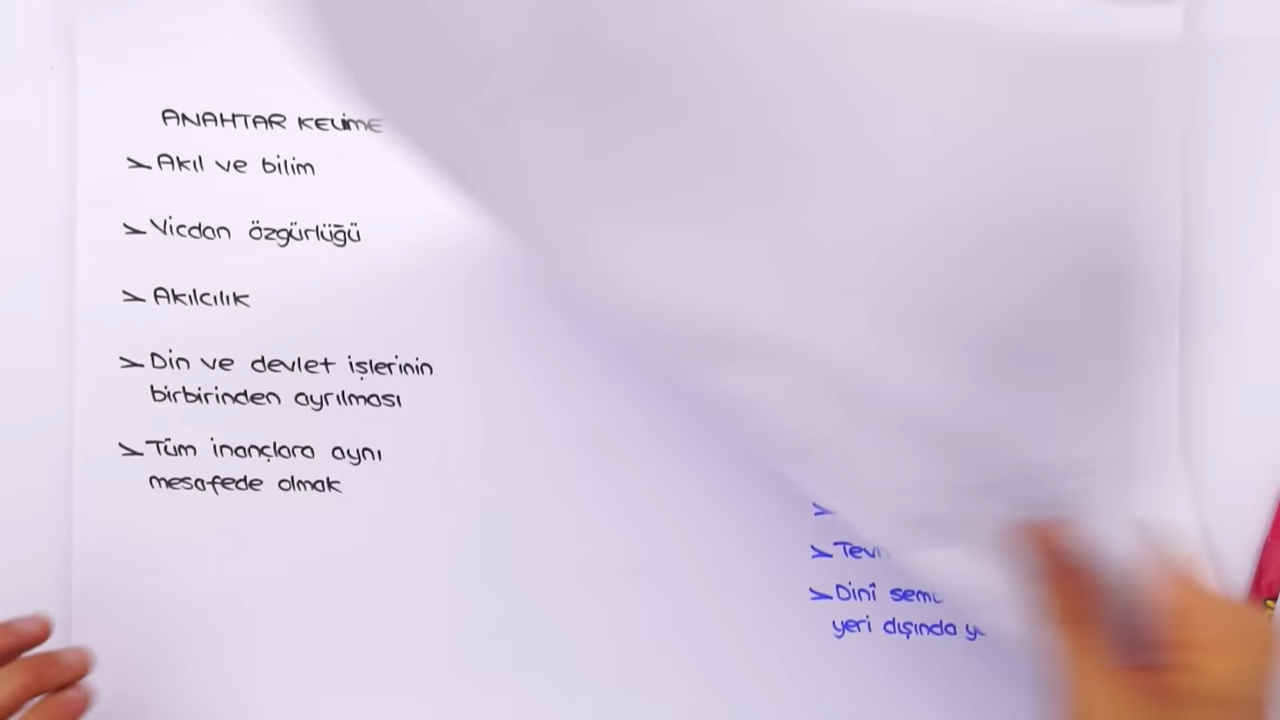 ANAHTAR KELİME
➤ Akıl ve bilim
➤ Vicdan özgürlüğü
➤ Akılcılık
➤ Din ve devlet işlerinin
birbirinden ayrılması
➤ Tüm inançlara aynı
mesafede olmak
➤
➤
➤ Dinî
yeri dışında